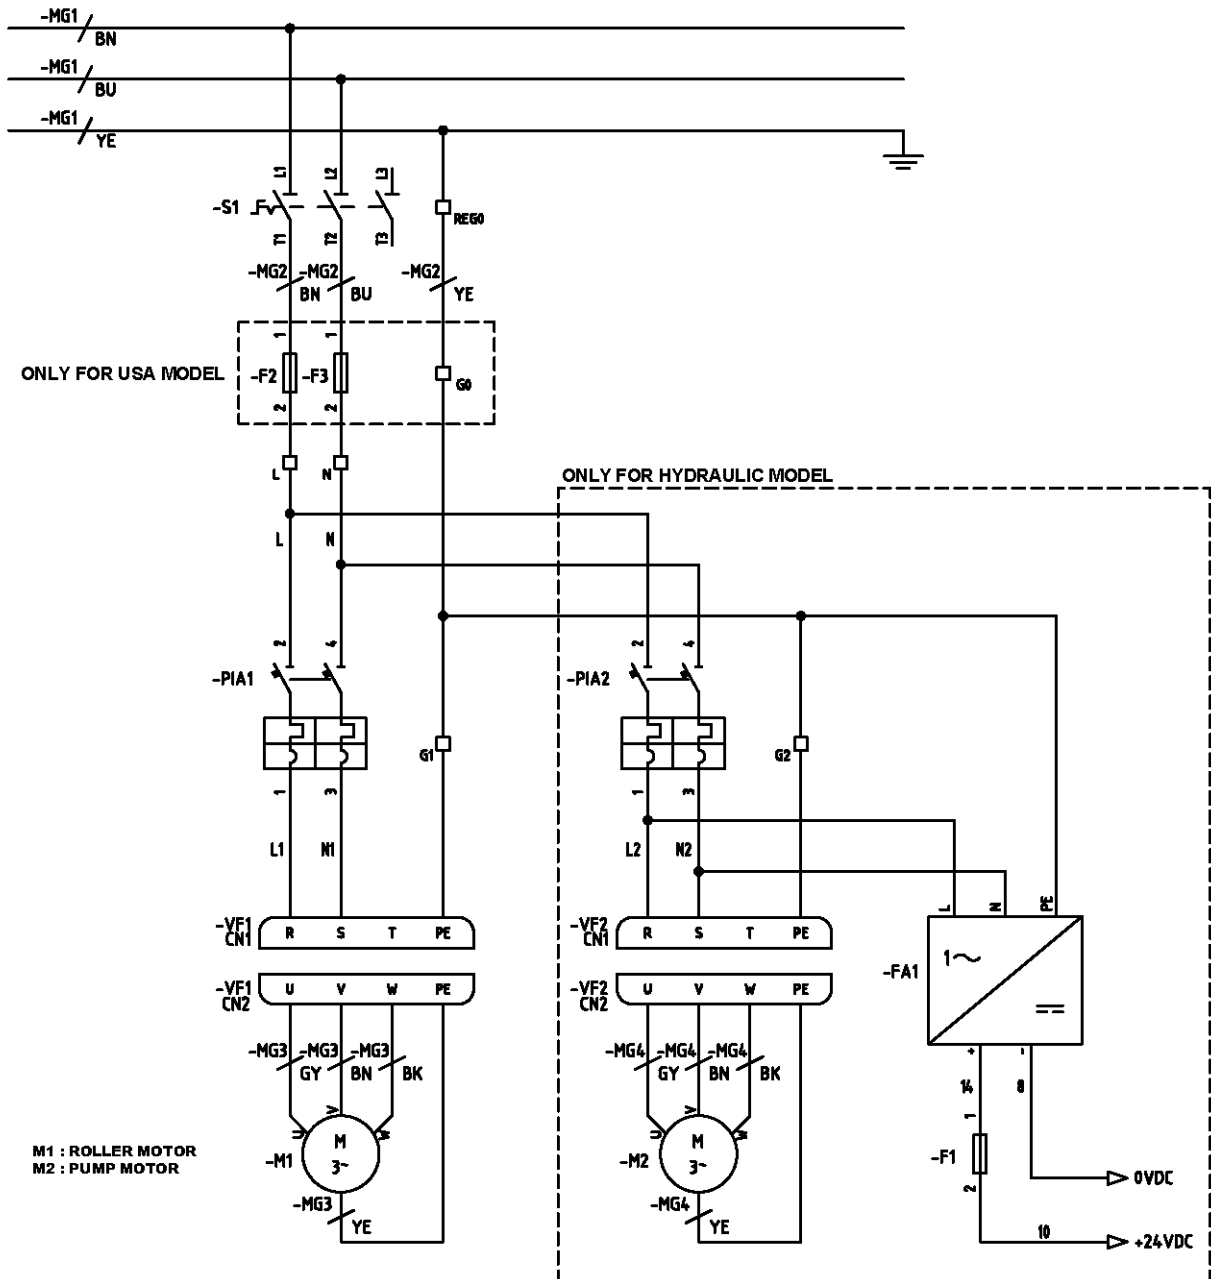 -MG1
BN
-MG1
BU
-MG1
YE
L1 L2 L3
-S1
REG0
T1 T2 T3
-MG2 -MG2 -MG2
BN BU YE
1 1
ONLY FOR USA MODEL
-F2 -F3
G0
2 2
L N
ONLY FOR HYDRAULIC MODEL
L N
2 4 2 4
-PIA1 -PIA2
G1 G2
1 3 1 3
L1 N1 L2 N2
L N PE
-VF1
CN1
R S T PE
-VF2
CN1
R S T PE
-FA1
1~
-VF1
CN2
U V W PE
-VF2
CN2
U V W PE
-MG3 -MG3 -MG3
GY BN BK
-MG4 -MG4 -MG4
GY BN BK
+ -
14 8
1
U V W
M
3~
-M1
U V W
M
3~
-M2
-F1
2
M1 : ROLLER MOTOR
M2 : PUMP MOTOR
0VDC
-MG3
YE
-MG4
YE
10
+24VDC